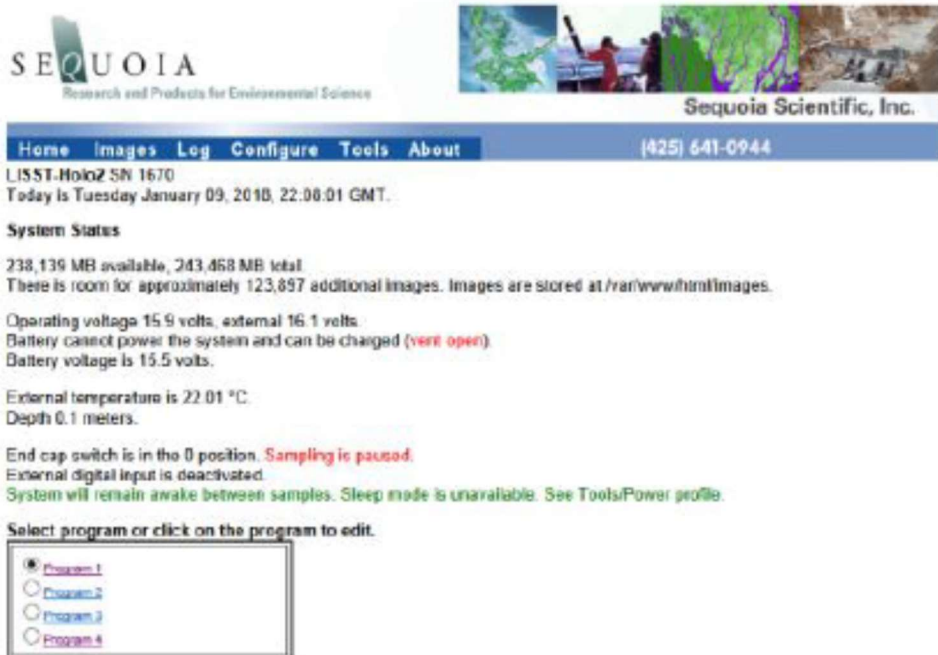 SEQUOIA
Research and Products for Environmental Science
Sequoia Scientific, Inc.
Home Images Log Configure Tools About (425) 641-0944
LISST-Holo2 SN 1670
Today is Tuesday January 09, 2018, 22:08:01 GMT.
System Status
238,139 MB available, 243,468 MB total.
There is room for approximately 123,897 additional images. Images are stored at /var/www/html/images.
Operating voltage 15.9 volts, external 16.1 volts.
Battery cannot power the system and can be charged (vent open).
Battery voltage is 15.5 volts.
External temperature is 22.01 °C.
Depth 0.1 meters.
End cap switch is in the 0 position. Sampling is paused.
External digital input is deactivated.
System will remain awake between samples. Sleep mode is unavailable. See Tools/Power profile.
Select program or click on the program to edit.
Program 1
Program 2
Program 3
Program 4